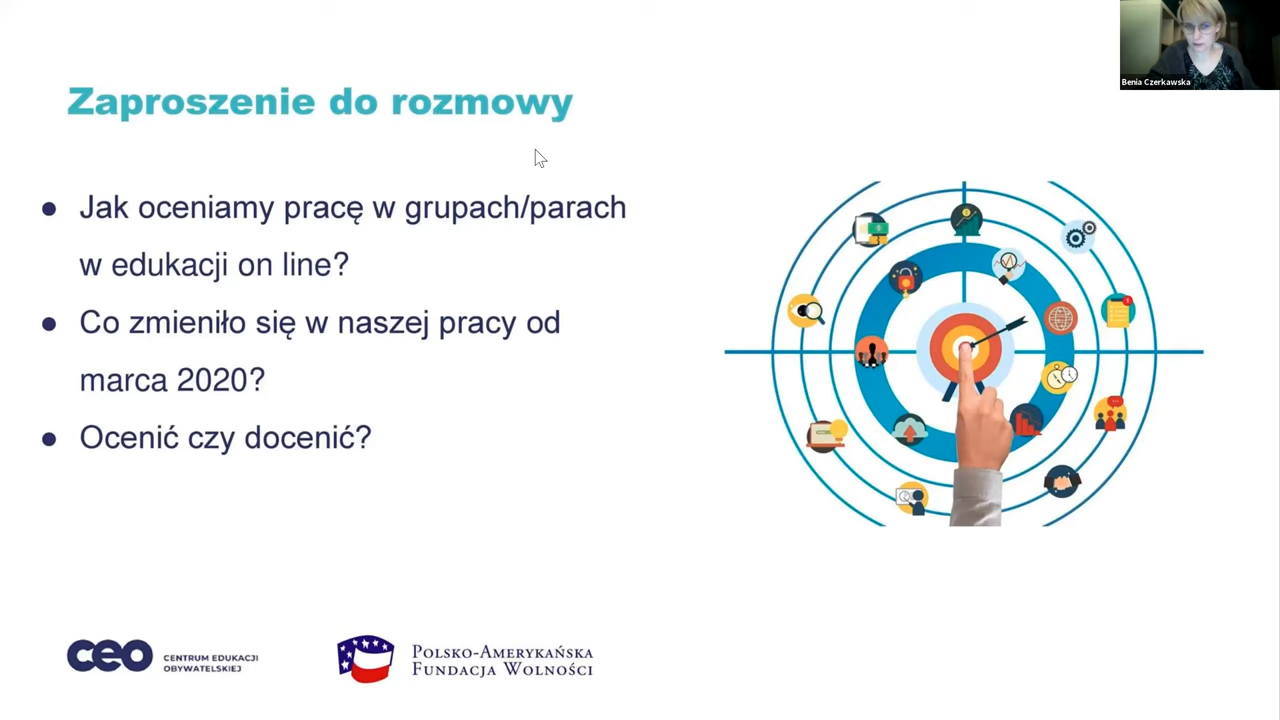 Benia Czerkawska
Zaproszenie do rozmowy
● Jak oceniamy pracę w grupach/parach
w edukacji on line?
● Co zmieniło się w naszej pracy od
marca 2020?
● Ocenić czy docenić?
ceo CENTRUM EDUKACJI
OBYWATELSKIEJ
POLSKO-AMERYKAŃSKA
FUNDACJA WOLNOŚCI